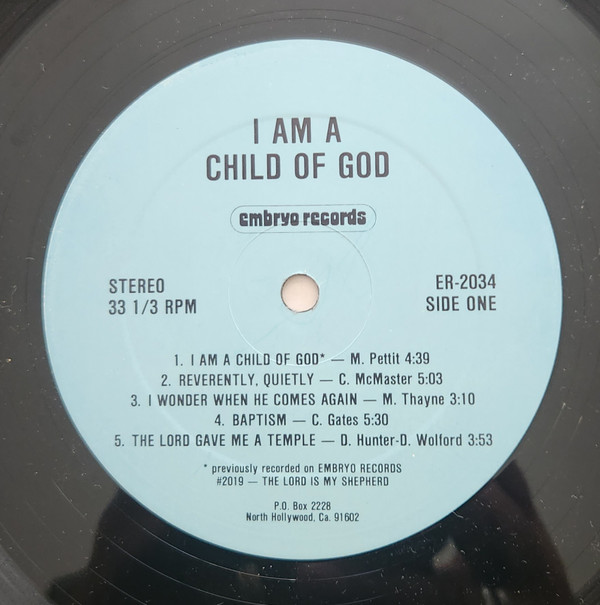 I AM A
CHILD OF GOD
embryo records
STEREO
33 1/3 RPM
ER-2034
SIDE ONE
1. I AM A CHILD OF GOD* — M. Pettit 4:39
2. REVERENTLY, QUIETLY — C. McMaster 5:03
3. I WONDER WHEN HE COMES AGAIN — M. Thayne 3:10
4. BAPTISM — C. Gates 5:30
5. THE LORD GAVE ME A TEMPLE — D. Hunter-D. Wolford 3:53
* previously recorded on EMBRYO RECORDS
#2019 — THE LORD IS MY SHEPHERD
P.O. Box 2228
North Hollywood, Ca. 91602